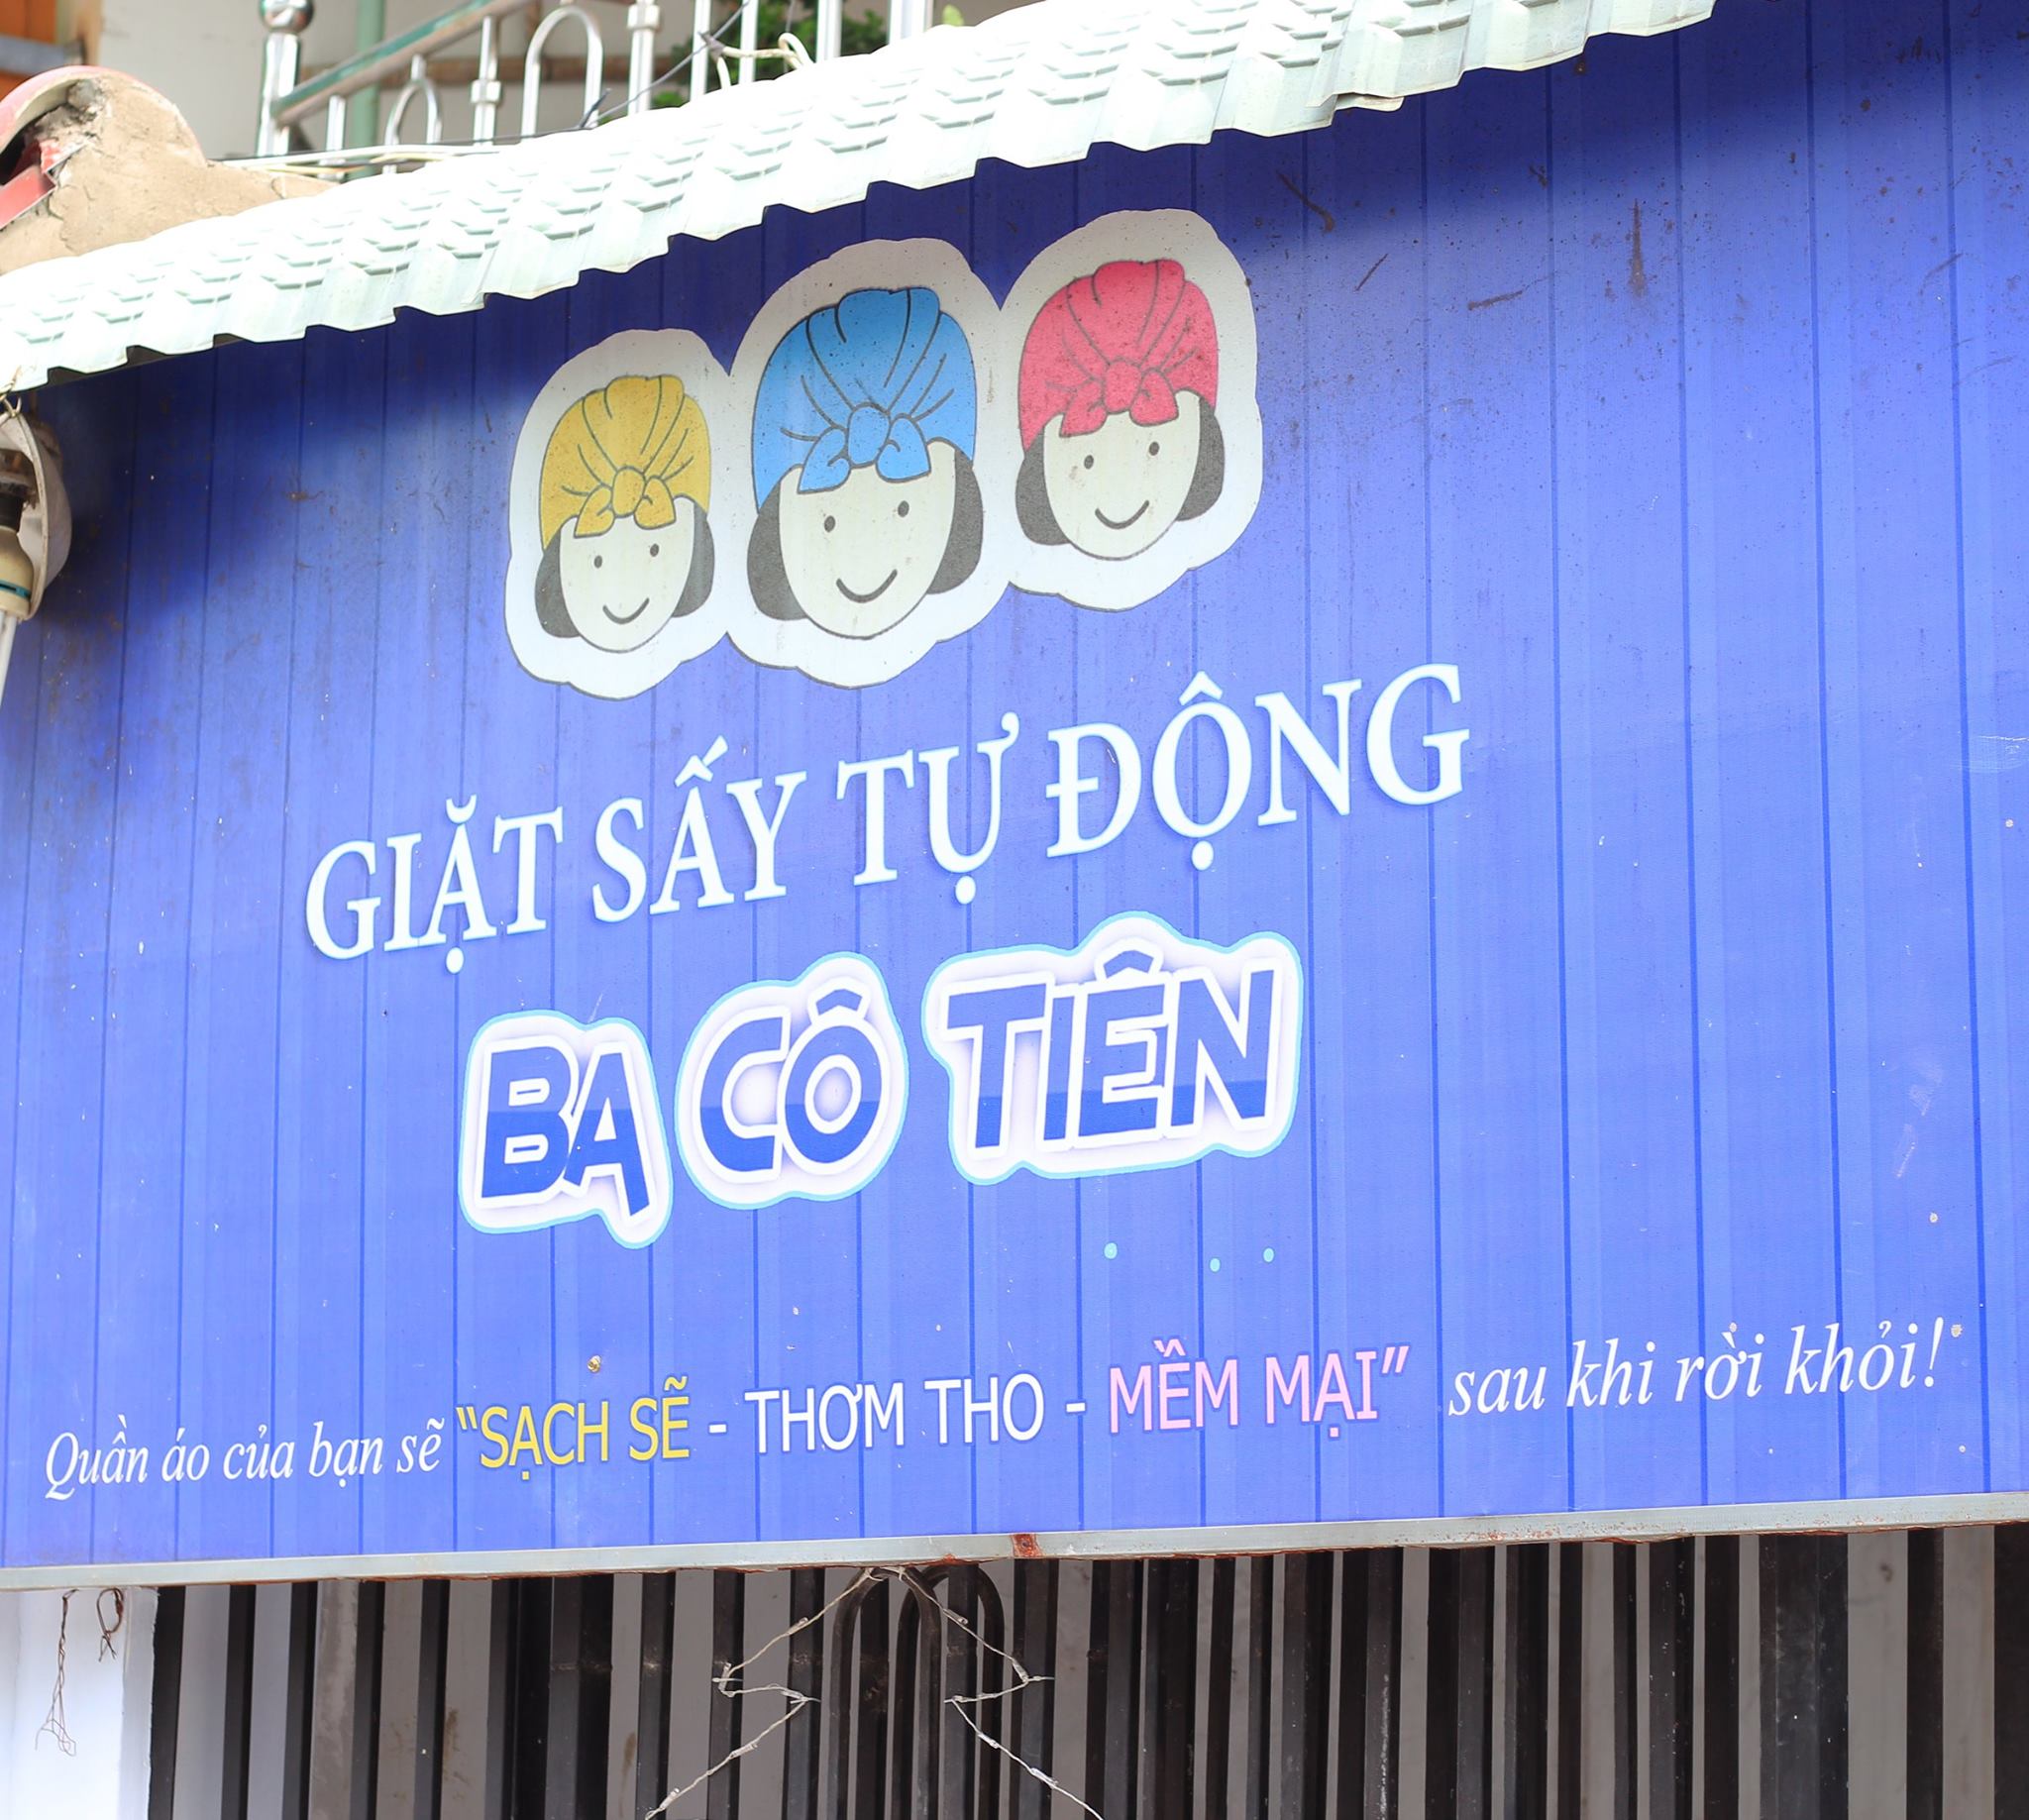 GIẶT SẤY TỰ ĐỘNG
BA CÔ TIÊN
Quần áo của bạn sẽ "SẠCH SẼ - THƠM THO - MỀM MẠI" sau khi rời khỏi!